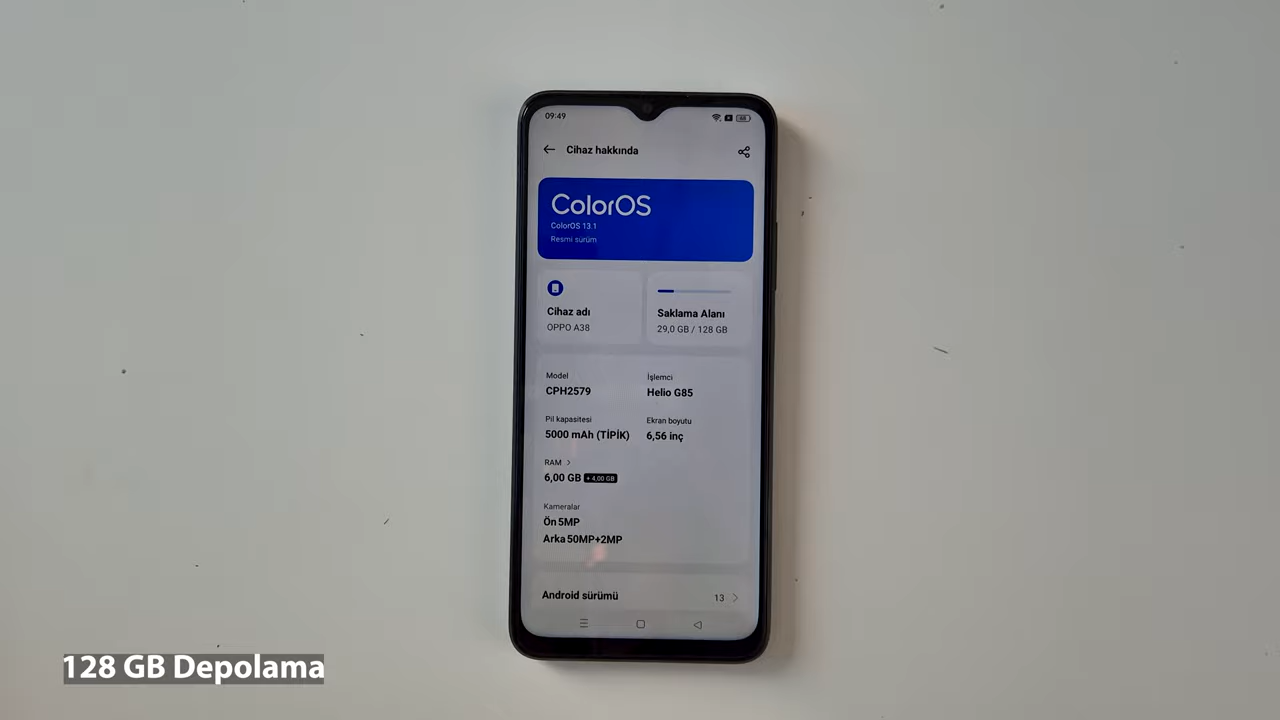 09:49
68
Cihaz hakkında
ColorOS
ColorOS 13.1
Resmi sürüm
Cihaz adı
OPPO A38
Saklama Alanı
29,0 GB / 128 GB
Model
CPH2579
İşlemci
Helio G85
Pil kapasitesi
5000 mAh (TİPİK)
Ekran boyutu
6,56 inç
RAM >
6,00 GB + 4,00 GB
Kameralar
Ön 5MP
Arka 50MP+2MP
Android sürümü
13 >
128 GB Depolama